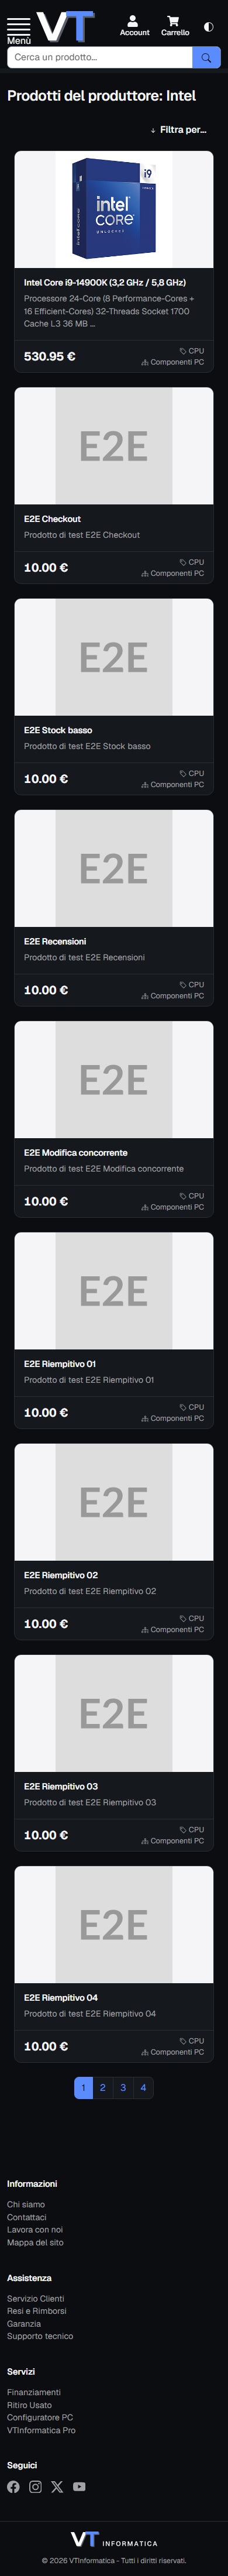 Menù
VT
Account
Carrello
Cerca un prodotto...
Prodotti del produttore: Intel
↓ Filtra per...
intel
CORE
i9
UNLOCKED
Intel Core i9-14900K (3,2 GHz / 5,8 GHz)
Processore 24-Core (8 Performance-Cores +
16 Efficient-Cores) 32-Threads Socket 1700
Cache L3 36 MB ...
530.95 €
CPU
Componenti PC
E2E
E2E Checkout
Prodotto di test E2E Checkout
10.00 €
CPU
Componenti PC
E2E
E2E Stock basso
Prodotto di test E2E Stock basso
10.00 €
CPU
Componenti PC
E2E
E2E Recensioni
Prodotto di test E2E Recensioni
10.00 €
CPU
Componenti PC
E2E
E2E Modifica concorrente
Prodotto di test E2E Modifica concorrente
10.00 €
CPU
Componenti PC
E2E
E2E Riempitivo 01
Prodotto di test E2E Riempitivo 01
10.00 €
CPU
Componenti PC
E2E
E2E Riempitivo 02
Prodotto di test E2E Riempitivo 02
10.00 €
CPU
Componenti PC
E2E
E2E Riempitivo 03
Prodotto di test E2E Riempitivo 03
10.00 €
CPU
Componenti PC
E2E
E2E Riempitivo 04
Prodotto di test E2E Riempitivo 04
10.00 €
CPU
Componenti PC
1 2 3 4
Informazioni
Chi siamo
Contattaci
Lavora con noi
Mappa del sito
Assistenza
Servizio Clienti
Resi e Rimborsi
Garanzia
Supporto tecnico
Servizi
Finanziamenti
Ritiro Usato
Configuratore PC
VTInformatica Pro
Seguici
VT INFORMATICA
© 2026 VTInformatica - Tutti i diritti riservati.